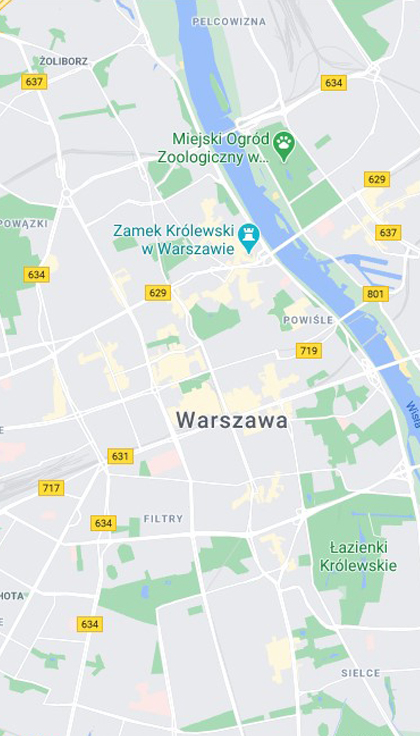 PELCOWIZNA
ŻOLIBORZ
637
634
Miejski Ogród
Zoologiczny w...
629
POWĄZKI
Zamek Królewski
w Warszawie
637
634
629
801
POWIŚLE
719
Wisła
Warszawa
631
717
634
FILTRY
Łazienki
Królewskie
HOTA
634
SIELCE